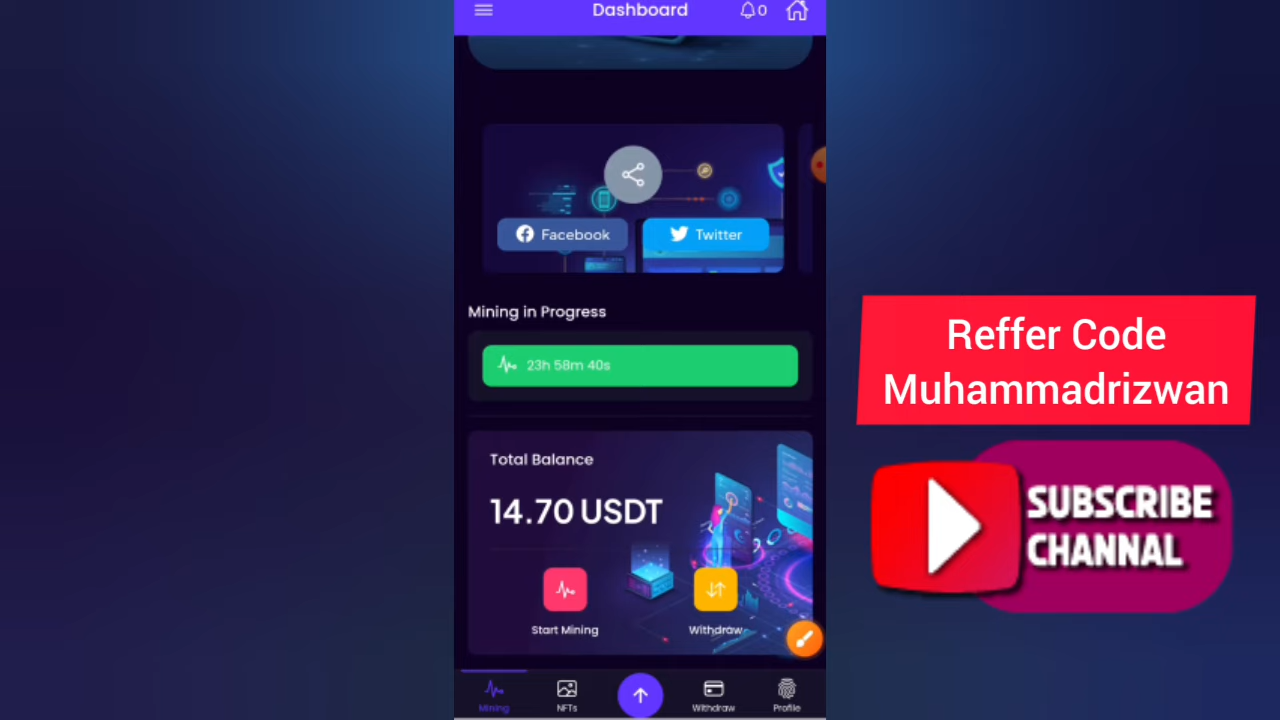 Dashboard
0
Facebook
Twitter
Mining in Progress
23h 58m 40s
Total Balance
14.70 USDT
Start Mining
Withdraw
Mining
NFTs
Withdraw
Profile
Reffer Code
Muhammadrizwan
SUBSCRIBE
CHANNAL